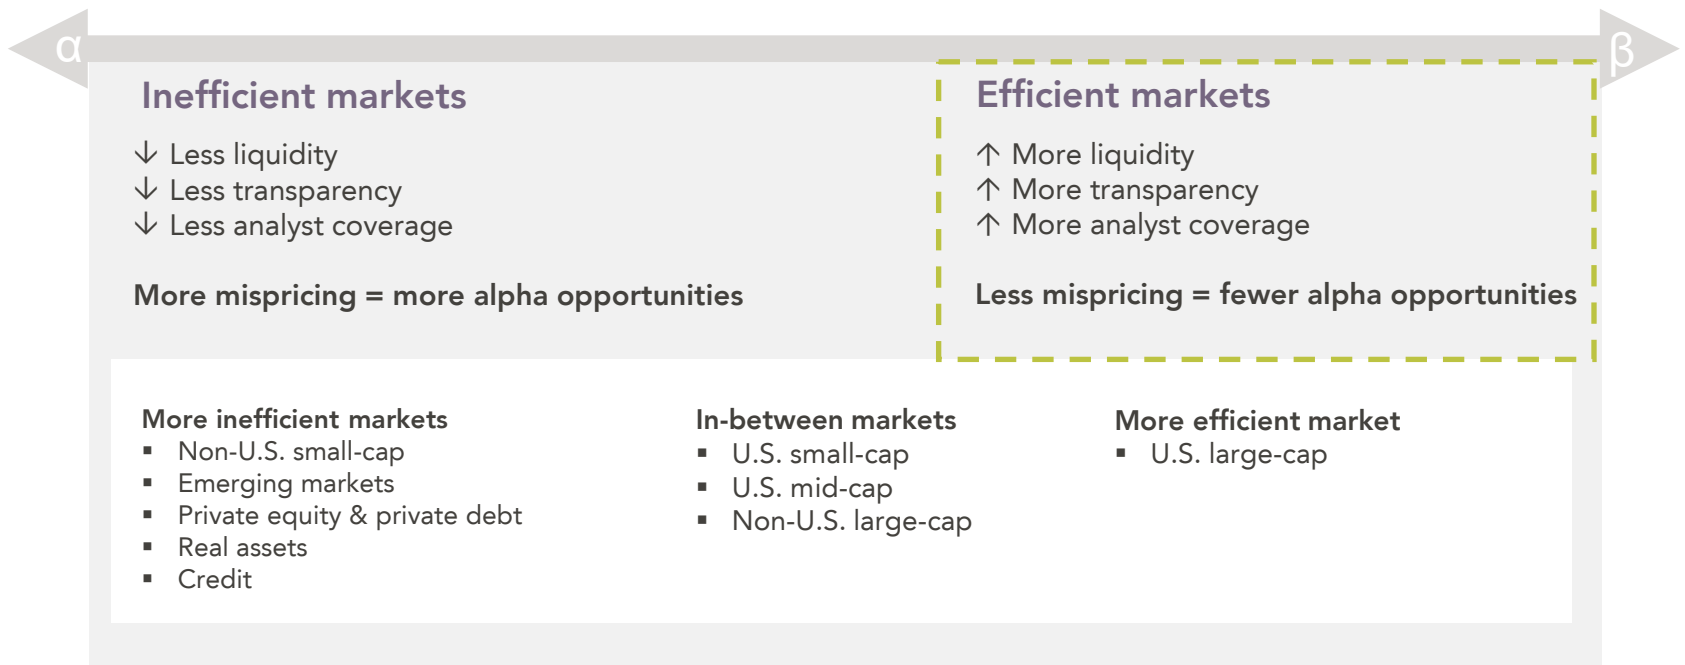 α
β
Inefficient markets
↓ Less liquidity
↓ Less transparency
↓ Less analyst coverage
More mispricing = more alpha opportunities
Efficient markets
↑ More liquidity
↑ More transparency
↑ More analyst coverage
Less mispricing = fewer alpha opportunities
More inefficient markets
▪ Non-U.S. small-cap
▪ Emerging markets
▪ Private equity & private debt
▪ Real assets
▪ Credit
In-between markets
▪ U.S. small-cap
▪ U.S. mid-cap
▪ Non-U.S. large-cap
More efficient market
▪ U.S. large-cap